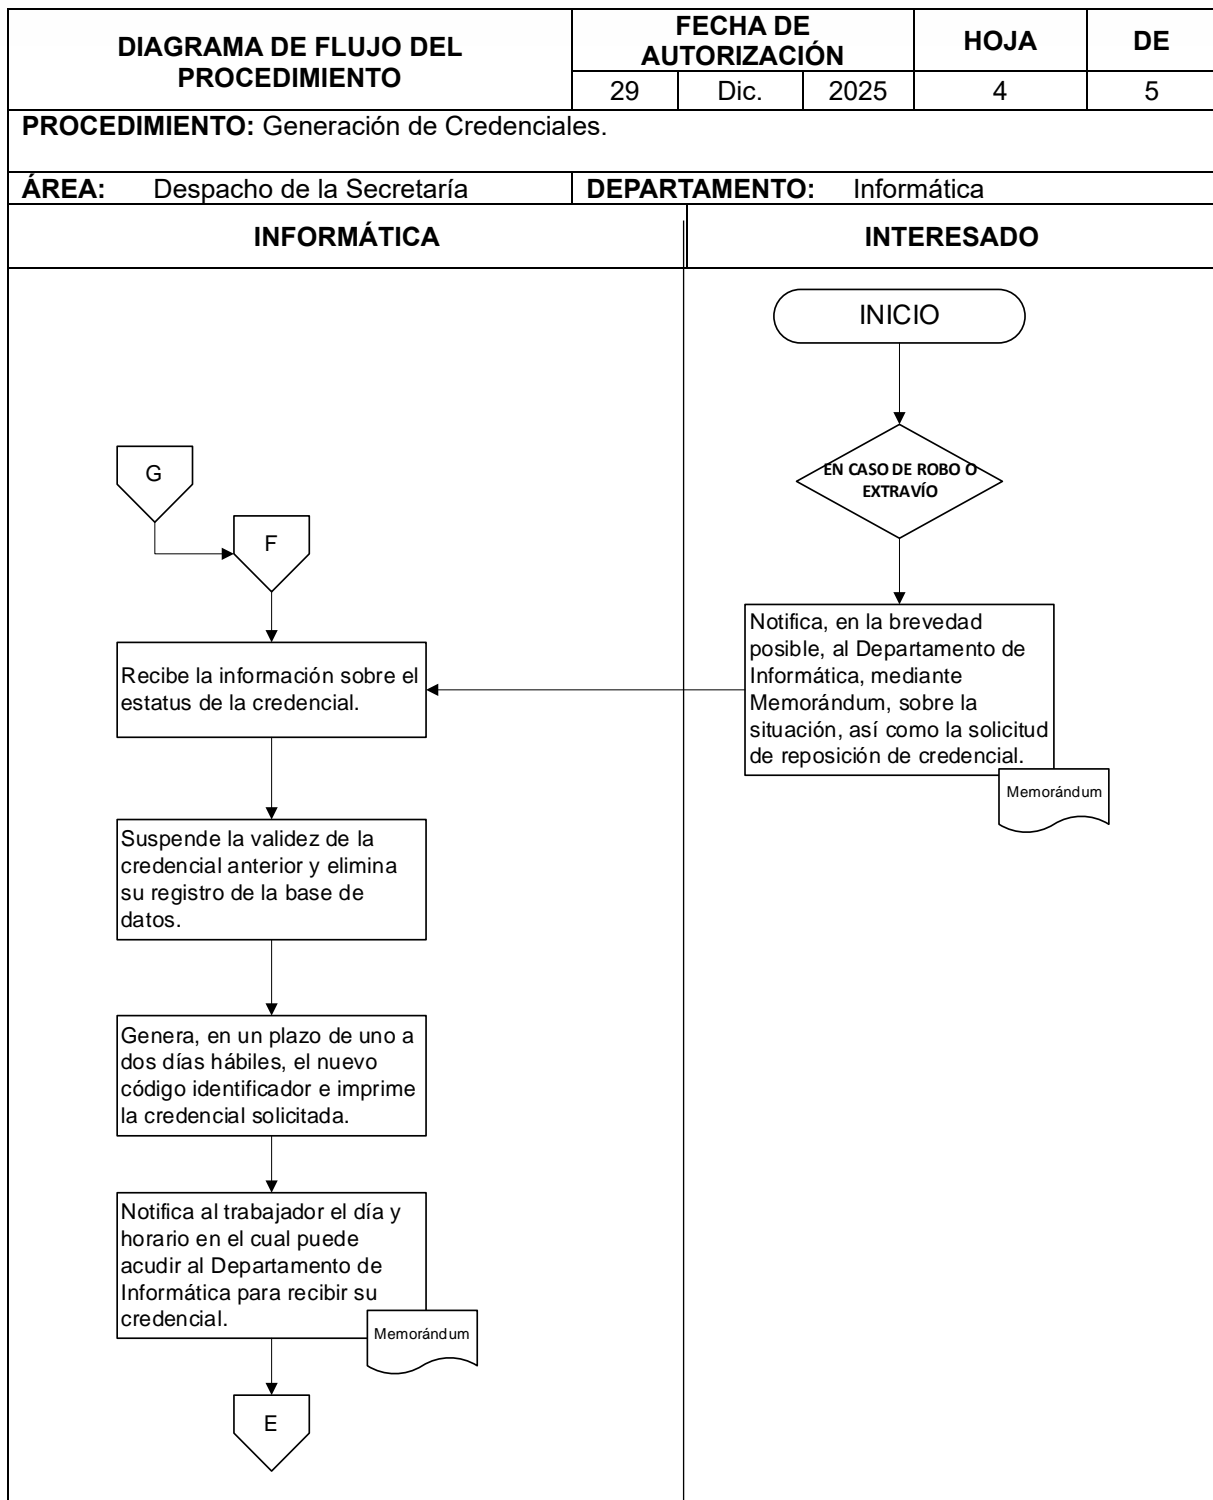 DIAGRAMA DE FLUJO DEL
PROCEDIMIENTO
FECHA DE
AUTORIZACIÓN
HOJA
DE
29
Dic.
2025
4
5
PROCEDIMIENTO: Generación de Credenciales.
ÁREA: Despacho de la Secretaría
DEPARTAMENTO: Informática
INFORMÁTICA
INTERESADO
INICIO
EN CASO DE ROBO O
EXTRAVÍO
G
F
Notifica, en la brevedad
posible, al Departamento de
Informática, mediante
Memorándum, sobre la
situación, así como la solicitud
de reposición de credencial.
Memorándum
Recibe la información sobre el
estatus de la credencial.
Suspende la validez de la
credencial anterior y elimina
su registro de la base de
datos.
Genera, en un plazo de uno a
dos días hábiles, el nuevo
código identificador e imprime
la credencial solicitada.
Notifica al trabajador el día y
horario en el cual puede
acudir al Departamento de
Informática para recibir su
credencial.
Memorándum
E